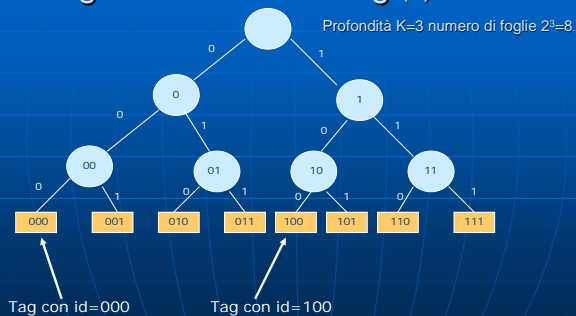 Profondità K=3 numero di foglie 2³=8.
0 1
0 1
0 1 0 1
00 01 10 11
0 1 0 1 0 1 0 1
000 001 010 011 100 101 110 111
Tag con id=000 Tag con id=100